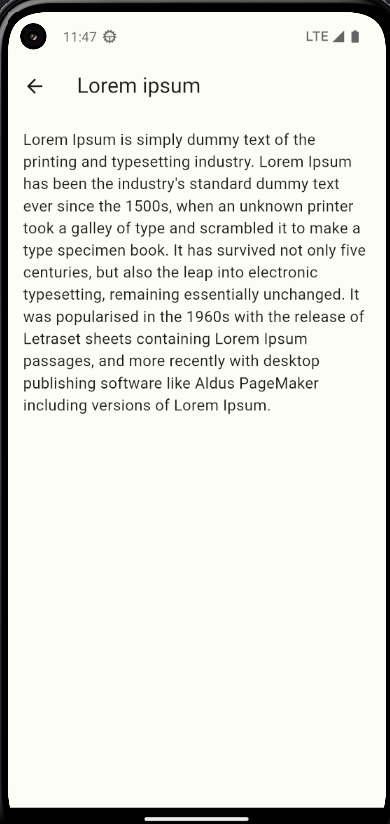 11:47 LTE
Lorem ipsum
Lorem Ipsum is simply dummy text of the
printing and typesetting industry. Lorem Ipsum
has been the industry's standard dummy text
ever since the 1500s, when an unknown printer
took a galley of type and scrambled it to make a
type specimen book. It has survived not only five
centuries, but also the leap into electronic
typesetting, remaining essentially unchanged. It
was popularised in the 1960s with the release of
Letraset sheets containing Lorem Ipsum
passages, and more recently with desktop
publishing software like Aldus PageMaker
including versions of Lorem Ipsum.